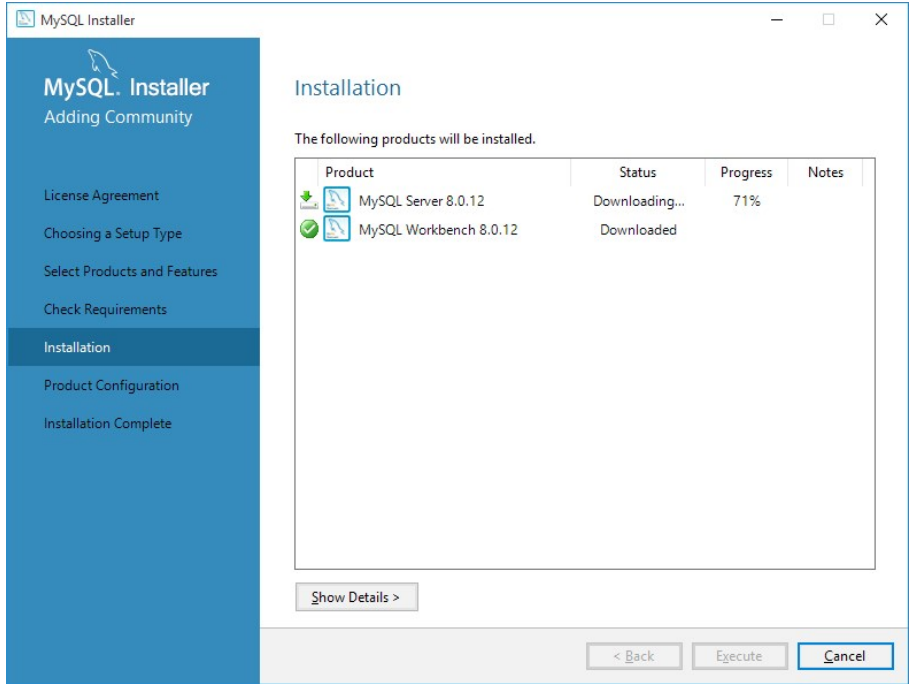 MySQL Installer
MySQL. Installer
Adding Community
License Agreement
Choosing a Setup Type
Select Products and Features
Check Requirements
Installation
Product Configuration
Installation Complete
Installation
The following products will be installed.
Product Status Progress Notes
MySQL Server 8.0.12 Downloading... 71%
MySQL Workbench 8.0.12 Downloaded
Show Details >
< Back Execute Cancel